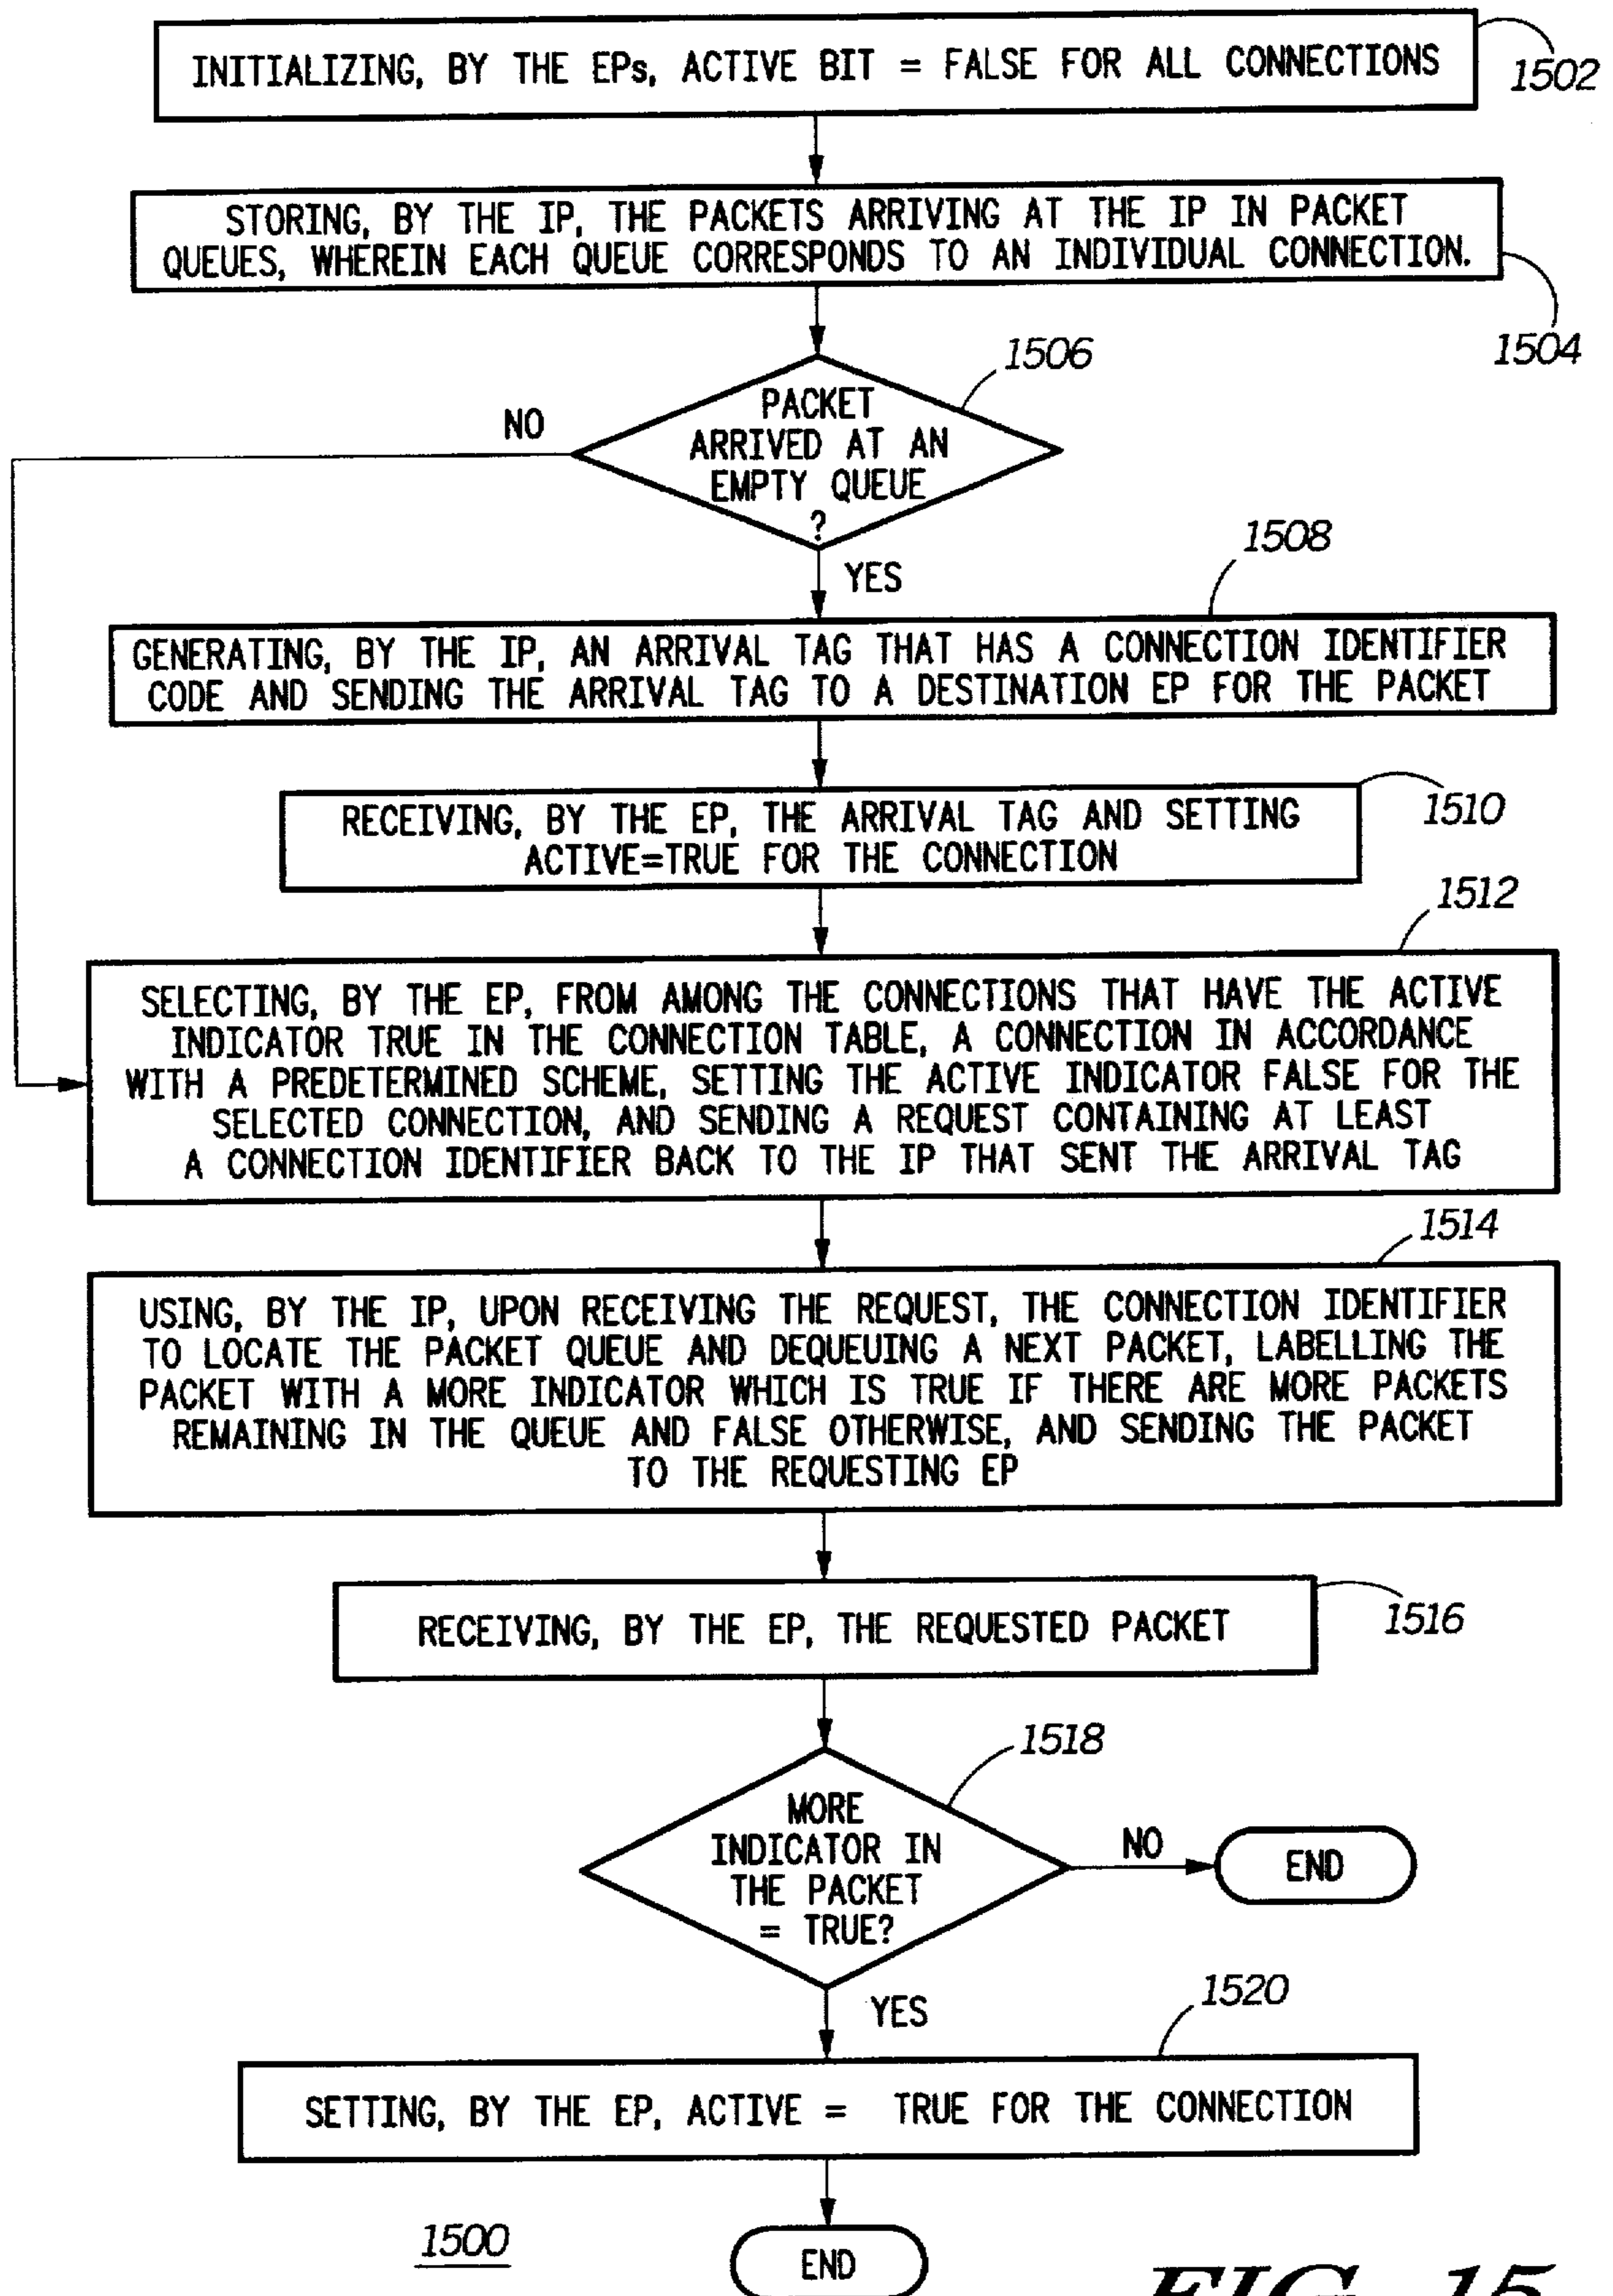 INITIALIZING, BY THE EPs, ACTIVE BIT = FALSE FOR ALL CONNECTIONS
1502
STORING, BY THE IP, THE PACKETS ARRIVING AT THE IP IN PACKET
QUEUES, WHEREIN EACH QUEUE CORRESPONDS TO AN INDIVIDUAL CONNECTION.
1504
1506
PACKET
ARRIVED AT AN
EMPTY QUEUE
?
NO
YES
1508
GENERATING, BY THE IP, AN ARRIVAL TAG THAT HAS A CONNECTION IDENTIFIER
CODE AND SENDING THE ARRIVAL TAG TO A DESTINATION EP FOR THE PACKET
RECEIVING, BY THE EP, THE ARRIVAL TAG AND SETTING
ACTIVE=TRUE FOR THE CONNECTION
1510
1512
SELECTING, BY THE EP, FROM AMONG THE CONNECTIONS THAT HAVE THE ACTIVE
INDICATOR TRUE IN THE CONNECTION TABLE, A CONNECTION IN ACCORDANCE
WITH A PREDETERMINED SCHEME, SETTING THE ACTIVE INDICATOR FALSE FOR THE
SELECTED CONNECTION, AND SENDING A REQUEST CONTAINING AT LEAST
A CONNECTION IDENTIFIER BACK TO THE IP THAT SENT THE ARRIVAL TAG
1514
USING, BY THE IP, UPON RECEIVING THE REQUEST, THE CONNECTION IDENTIFIER
TO LOCATE THE PACKET QUEUE AND DEQUEUING A NEXT PACKET, LABELLING THE
PACKET WITH A MORE INDICATOR WHICH IS TRUE IF THERE ARE MORE PACKETS
REMAINING IN THE QUEUE AND FALSE OTHERWISE, AND SENDING THE PACKET
TO THE REQUESTING EP
RECEIVING, BY THE EP, THE REQUESTED PACKET
1516
1518
MORE
INDICATOR IN
THE PACKET
= TRUE?
NO
END
YES
1520
SETTING, BY THE EP, ACTIVE = TRUE FOR THE CONNECTION
1500
END
FIG. 15